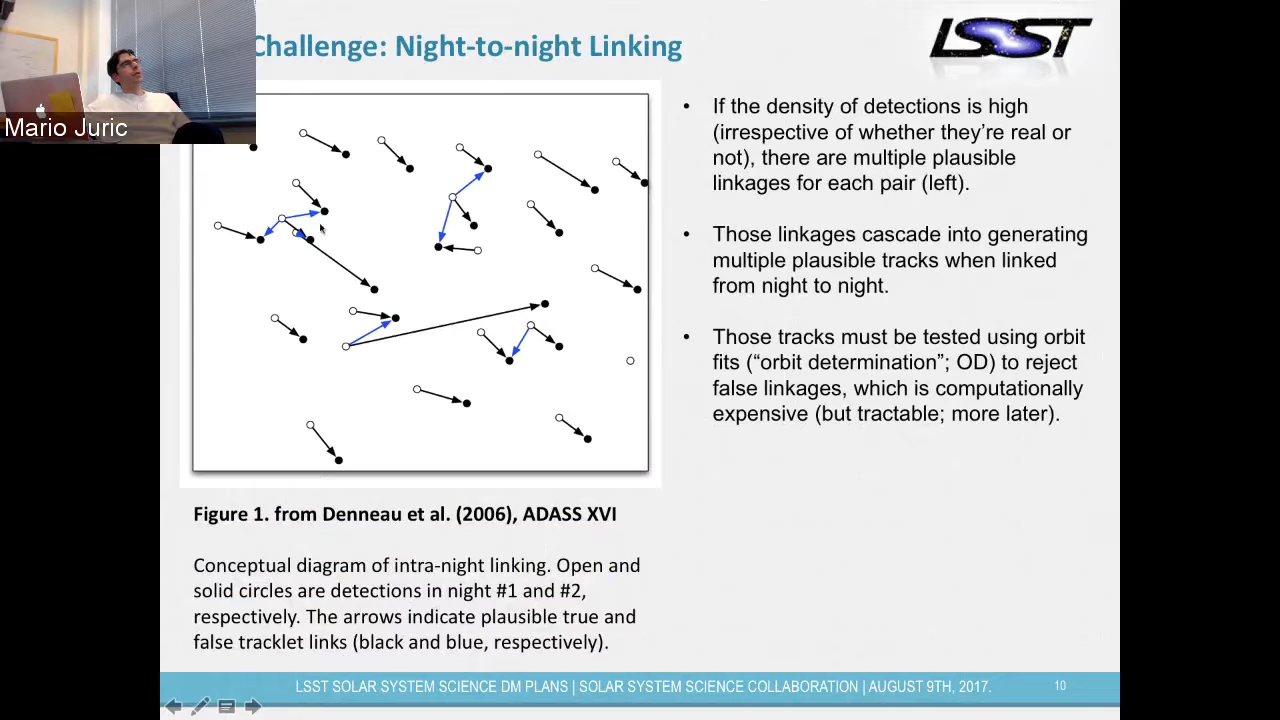 Challenge: Night-to-night Linking
LSST
Mario Juric
• If the density of detections is high
(irrespective of whether they're real or
not), there are multiple plausible
linkages for each pair (left).
• Those linkages cascade into generating
multiple plausible tracks when linked
from night to night.
• Those tracks must be tested using orbit
fits (“orbit determination”; OD) to reject
false linkages, which is computationally
expensive (but tractable; more later).
Figure 1. from Denneau et al. (2006), ADASS XVI
Conceptual diagram of intra-night linking. Open and
solid circles are detections in night #1 and #2,
respectively. The arrows indicate plausible true and
false tracklet links (black and blue, respectively).
LSST SOLAR SYSTEM SCIENCE DM PLANS | SOLAR SYSTEM SCIENCE COLLABORATION | AUGUST 9TH, 2017.
10